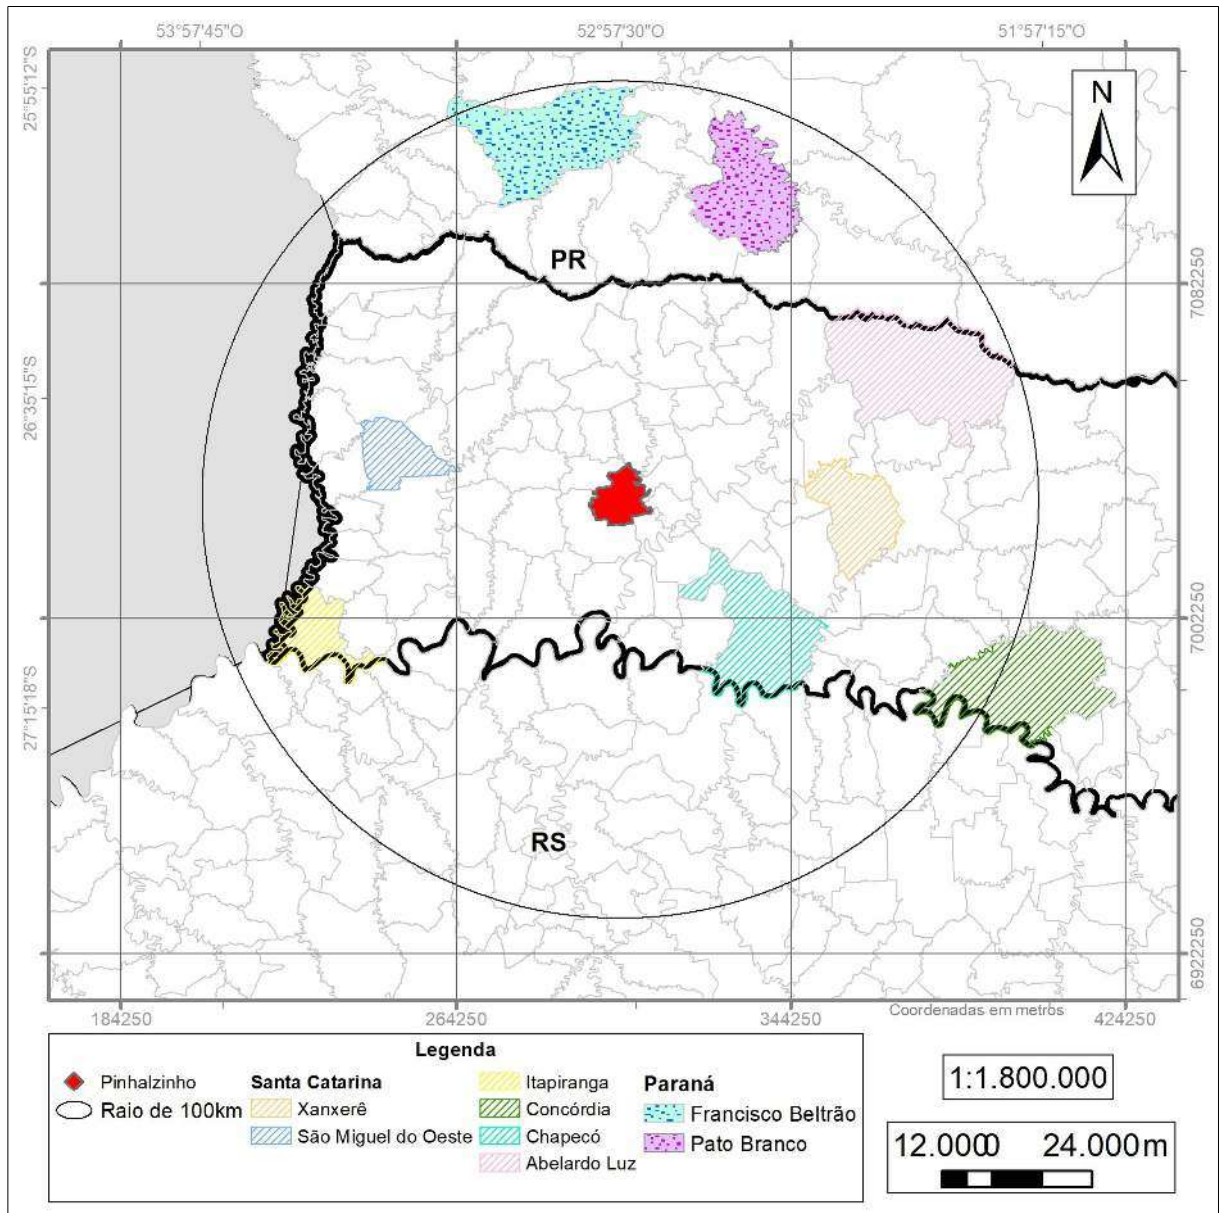 53°57'45"O 52°57'30"O 51°57'15"O
25°55'12"S
N
PR
7082250
26°35'15"S
7002250
27°15'18"S
RS
6922250
184250 264250 344250 Coordenadas em metros 424250
Legenda
Pinhalzinho
Raio de 100km
Santa Catarina
Xanxerê
São Miguel do Oeste
Itapiranga
Concórdia
Chapecó
Abelardo Luz
Paraná
Francisco Beltrão
Pato Branco
1:1.800.000
12.0000 24.000 m